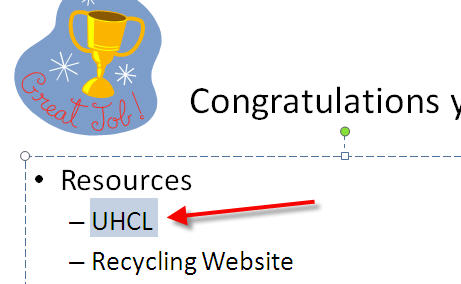 Great Job!
Congratulations y
• Resources
– UHCL
– Recycling Website